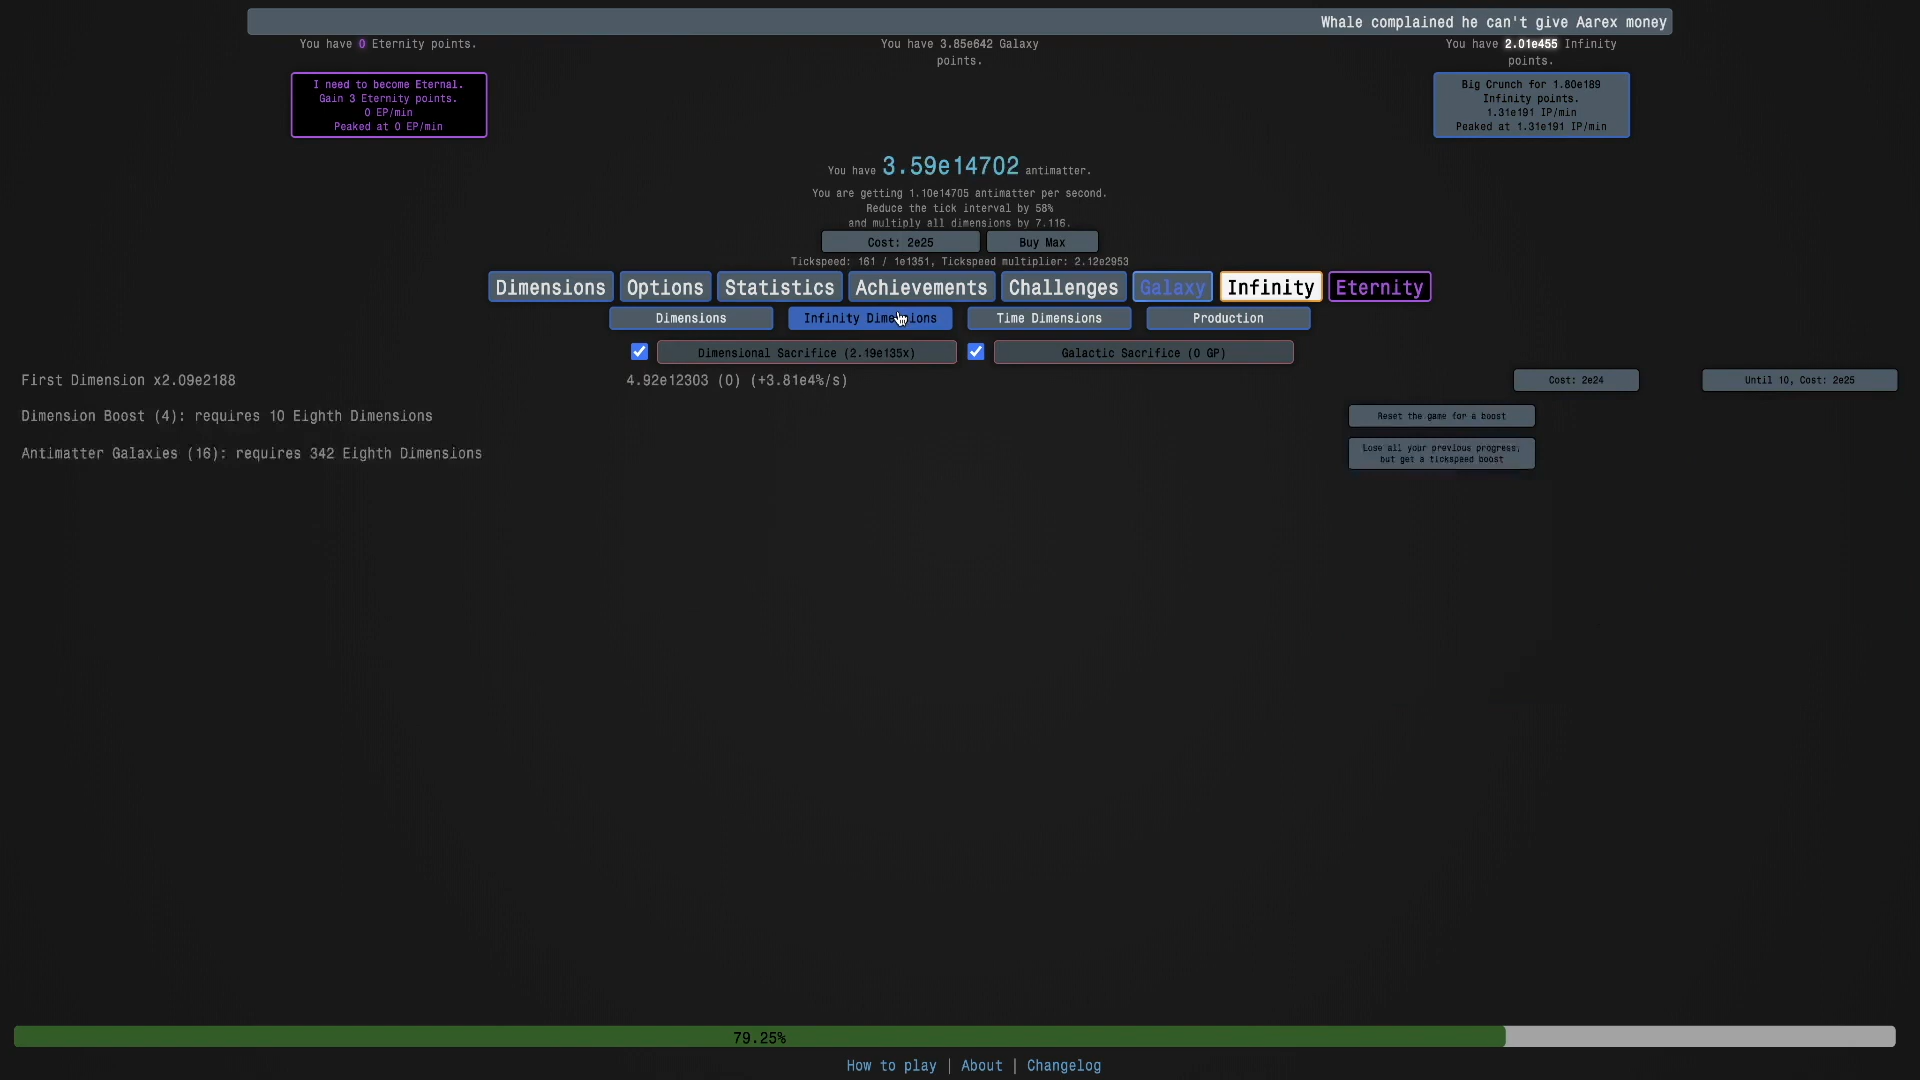 Whale complained he can't give Aarex money
You have 0 Eternity points.
You have 3.85e642 Galaxy
points.
You have 2.01e455 Infinity
points.
I need to become Eternal.
Gain 3 Eternity points.
0 EP/min
Peaked at 0 EP/min
Big Crunch for 1.80e189
Infinity points.
1.31e191 IP/min
Peaked at 1.31e191 IP/min
You have 3.59e14702 antimatter.
You are getting 1.10e14705 antimatter per second.
Reduce the tick interval by 58%
and multiply all dimensions by 7.116.
Cost: 2e25 Buy Max
Tickspeed: 161 / 1e1351, Tickspeed multiplier: 2.12e2953
Dimensions Options Statistics Achievements Challenges Galaxy Infinity Eternity
Dimensions Infinity Dimensions Time Dimensions Production
Dimensional Sacrifice (2.19e135x) Galactic Sacrifice (0 GP)
First Dimension x2.09e2188 4.92e12303 (0) (+3.81e4%/s) Cost: 2e24 Until 10, Cost: 2e25
Dimension Boost (4): requires 10 Eighth Dimensions Reset the game for a boost
Antimatter Galaxies (16): requires 342 Eighth Dimensions
Lose all your previous progress,
but get a tickspeed boost
79.25%
How to play | About | Changelog